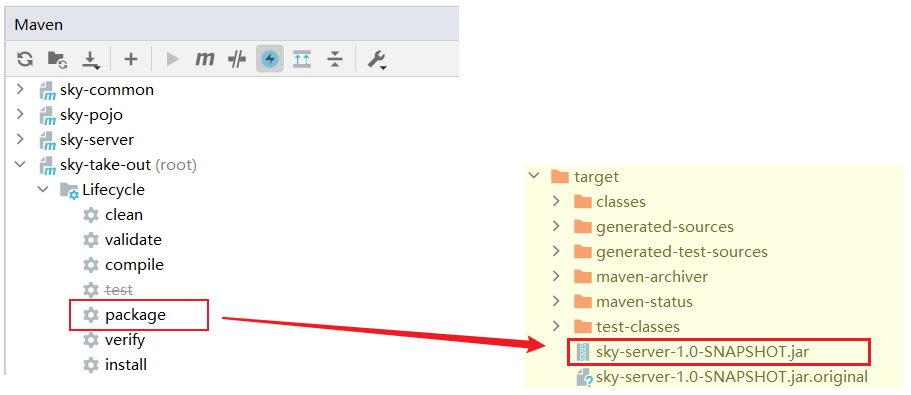 Maven
m
sky-common
sky-pojo
sky-server
sky-take-out (root)
Lifecycle
clean
validate
compile
test
package
verify
install
target
classes
generated-sources
generated-test-sources
maven-archiver
maven-status
test-classes
sky-server-1.0-SNAPSHOT.jar
sky-server-1.0-SNAPSHOT.jar.original